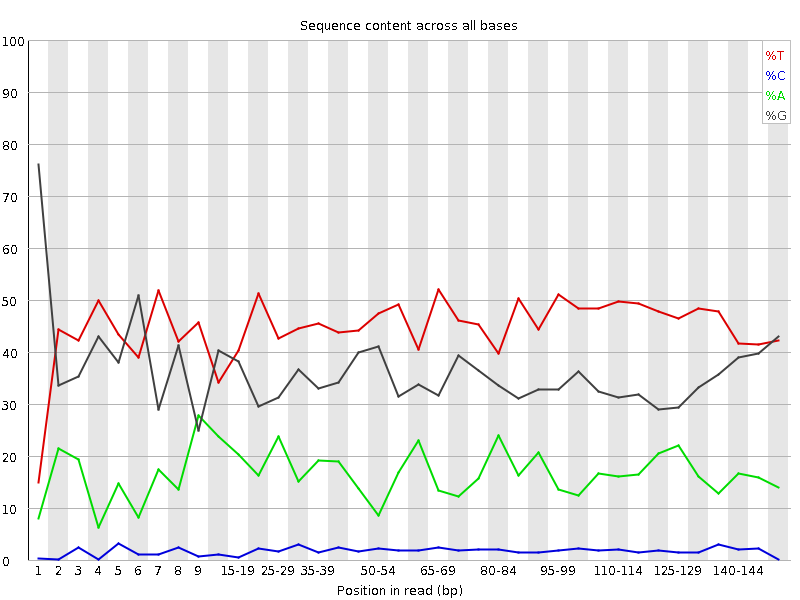 Sequence content across all bases
100
90
80
70
60
50
40
30
20
10
0
%T
%C
%A
%G
1 2 3 4 5 6 7 8 9 15-19 25-29 35-39 50-54 65-69 80-84 95-99 110-114 125-129 140-144
Position in read (bp)